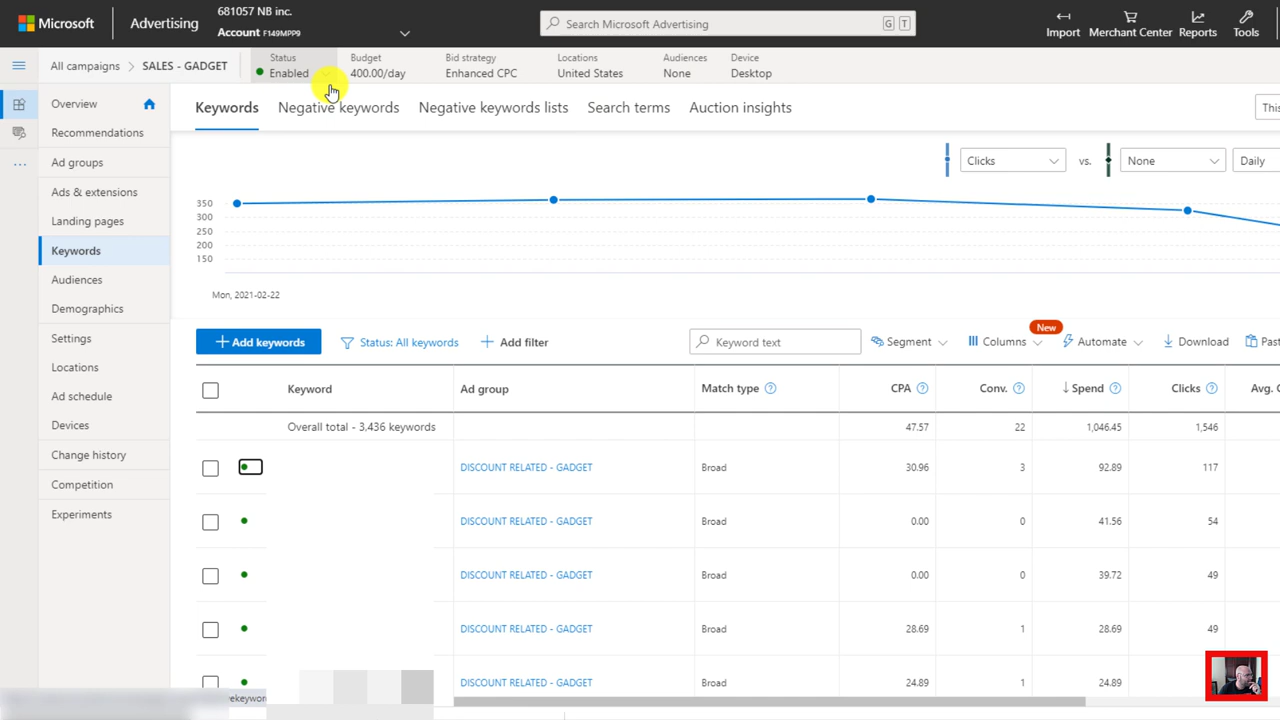 Microsoft
Advertising
681057 NB inc.
Account F149MPP9
Search Microsoft Advertising
G T
Import
Merchant Center
Reports
Tools
All campaigns
SALES - GADGET
Status
Enabled
Budget
400.00/day
Bid strategy
Enhanced CPC
Locations
United States
Audiences
None
Device
Desktop
Overview
Recommendations
Ad groups
Ads & extensions
Landing pages
Keywords
Audiences
Demographics
Settings
Locations
Ad schedule
Devices
Change history
Competition
Experiments
Keywords
Negative keywords
Negative keywords lists
Search terms
Auction insights
This
Clicks
vs.
None
Daily
350
300
250
200
150
Mon, 2021-02-22
Add keywords
Status: All keywords
Add filter
Keyword text
Segment
New
Columns
Automate
Download
Past
Keyword
Ad group
Match type
CPA
Conv.
Spend
Clicks
Avg. C
Overall total - 3,436 keywords 47.57 22 1,046.45 1,546
DISCOUNT RELATED - GADGET Broad 30.96 3 92.89 117
DISCOUNT RELATED - GADGET Broad 0.00 0 41.56 54
DISCOUNT RELATED - GADGET Broad 0.00 0 39.72 49
DISCOUNT RELATED - GADGET Broad 28.69 1 28.69 49
DISCOUNT RELATED - GADGET Broad 24.89 1 24.89
vekeyword